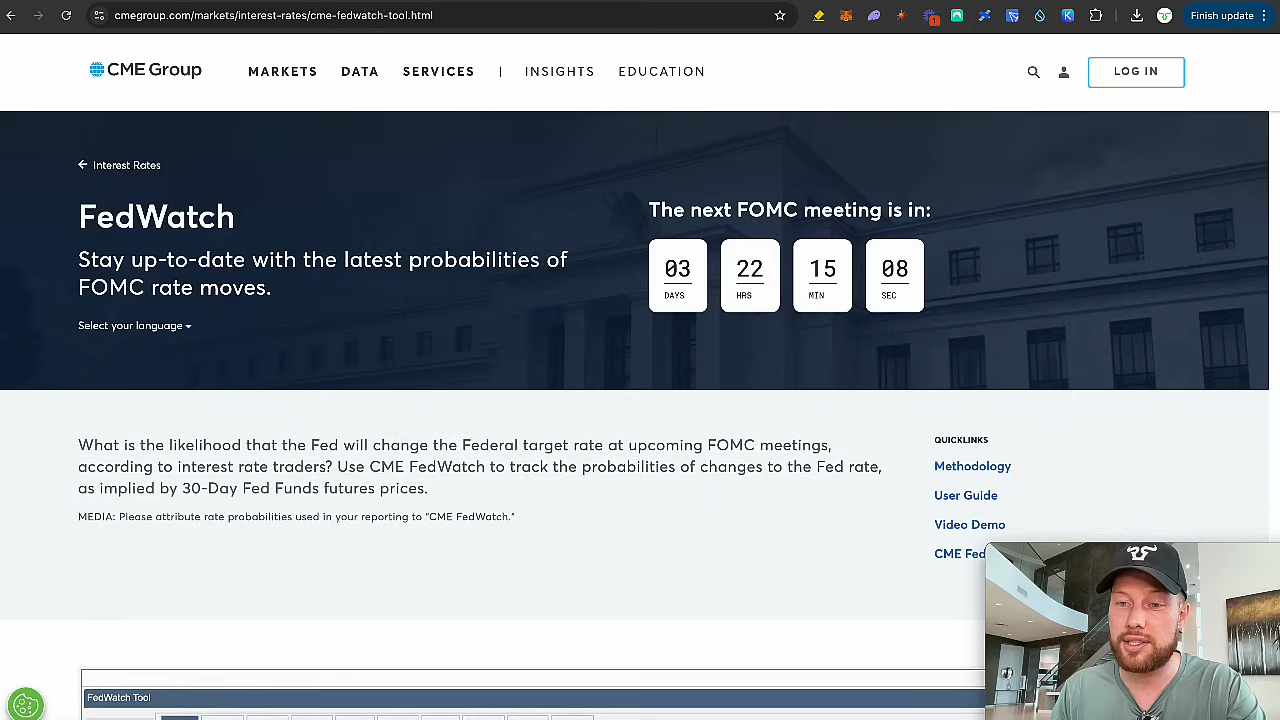 cmegroup.com/markets/interest-rates/cme-fedwatch-tool.html
1
Finish update
CME Group
MARKETS DATA SERVICES | INSIGHTS EDUCATION
LOG IN
Interest Rates
FedWatch
The next FOMC meeting is in:
Stay up-to-date with the latest probabilities of
FOMC rate moves.
03 22 15 08
DAYS HRS MIN SEC
Select your language
What is the likelihood that the Fed will change the Federal target rate at upcoming FOMC meetings,
according to interest rate traders? Use CME FedWatch to track the probabilities of changes to the Fed rate,
as implied by 30-Day Fed Funds futures prices.
MEDIA: Please attribute rate probabilities used in your reporting to “CME FedWatch.”
QUICKLINKS
Methodology
User Guide
Video Demo
CME Fed
FedWatch Tool